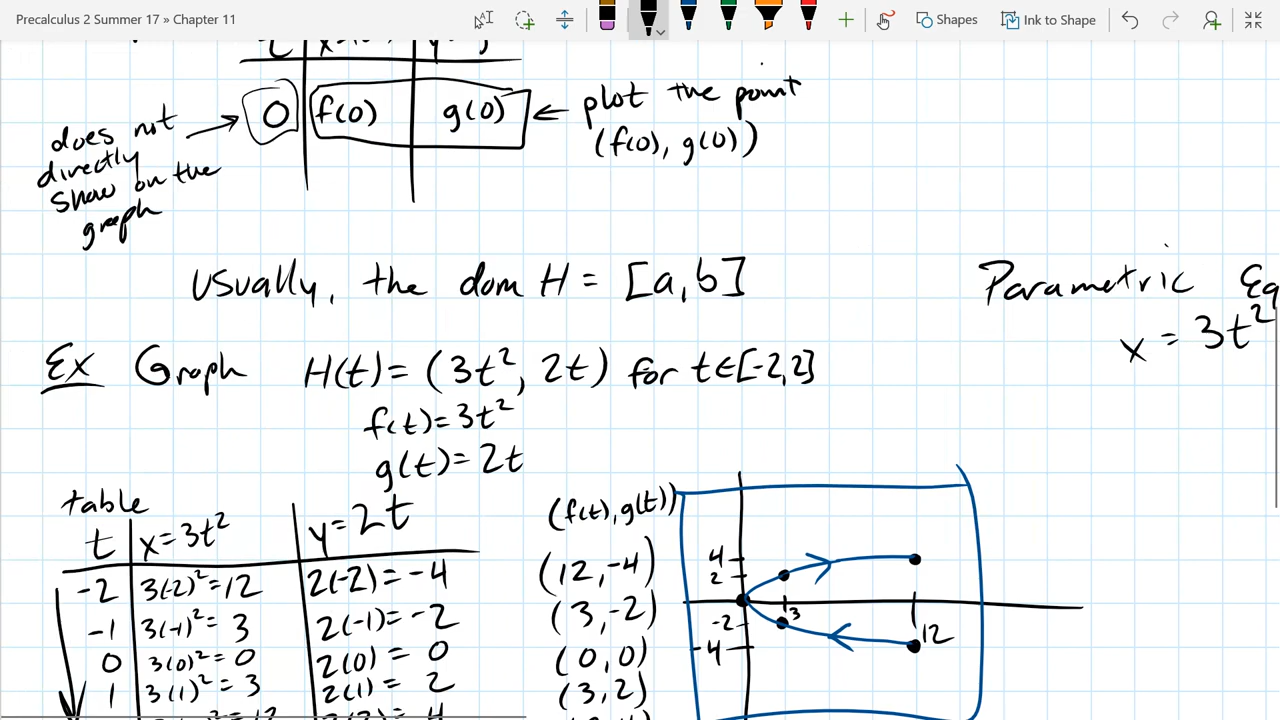 Precalculus 2 Summer 17 » Chapter 11
Shapes
Ink to Shape
0 f(0) g(0) ← plot the point
(f(0), g(0))
does not
directly
show on the
graph
Usually, the dom H = [a,b]
Parametric Eq
x = 3t²
Ex Graph H(t) = (3t², 2t) for t∈[-2,2]
f(t)=3t²
g(t)=2t
table
t x=3t² y=2t (f(t),g(t))
-2 3(-2)²=12 2(-2)=-4 (12,-4)
-1 3(-1)²=3 2(-1)=-2 (3,-2)
0 3(0)²=0 2(0)=0 (0,0)
1 3(1)²=3 2(1)=2 (3,2)
4
2
3
-2
-4
12